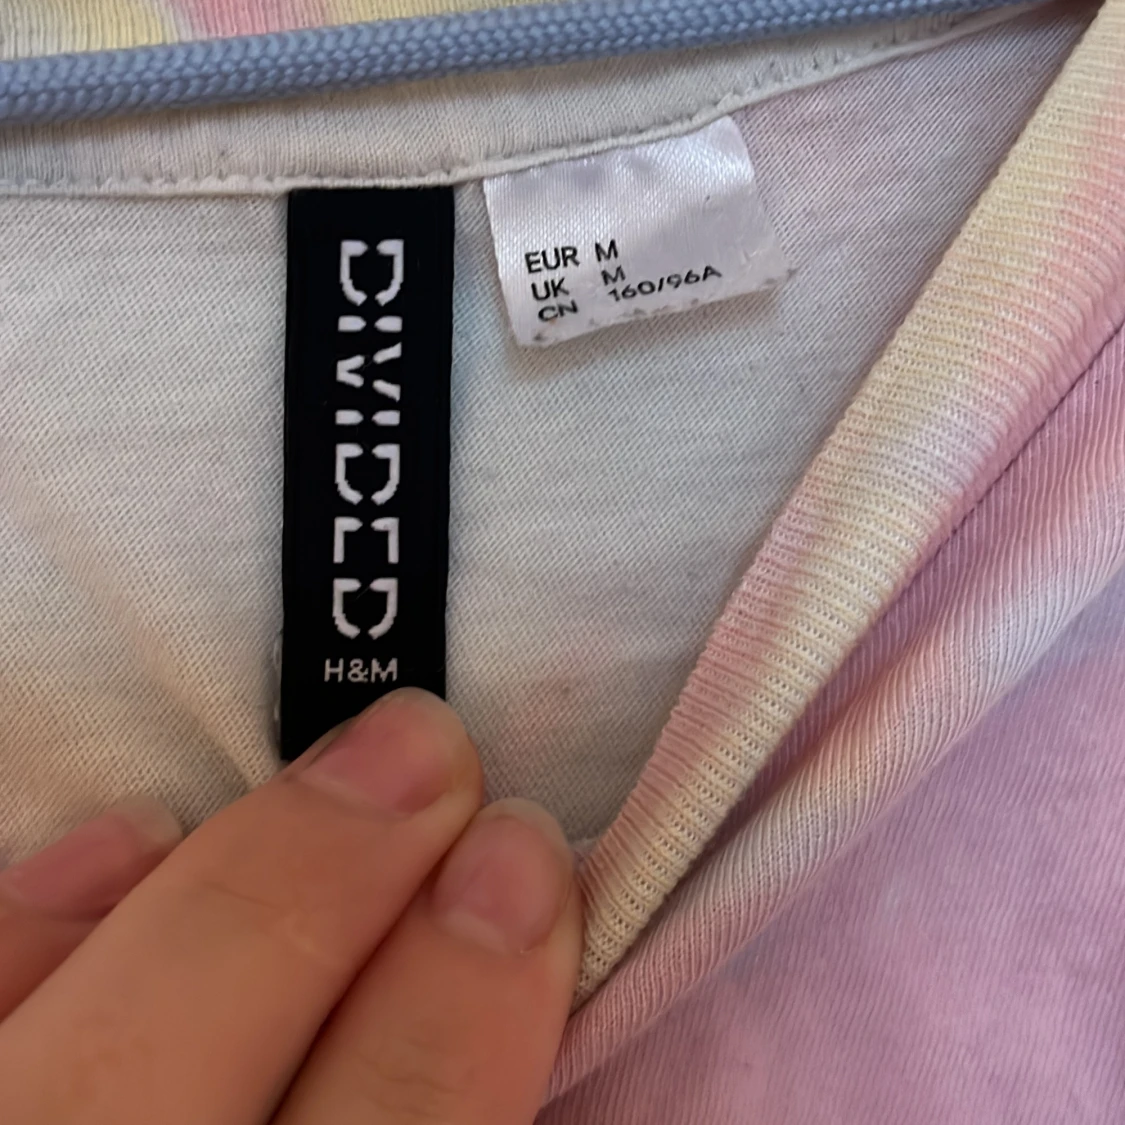 DIVIDED
H&M
EUR M
UK M
CN 160/96A